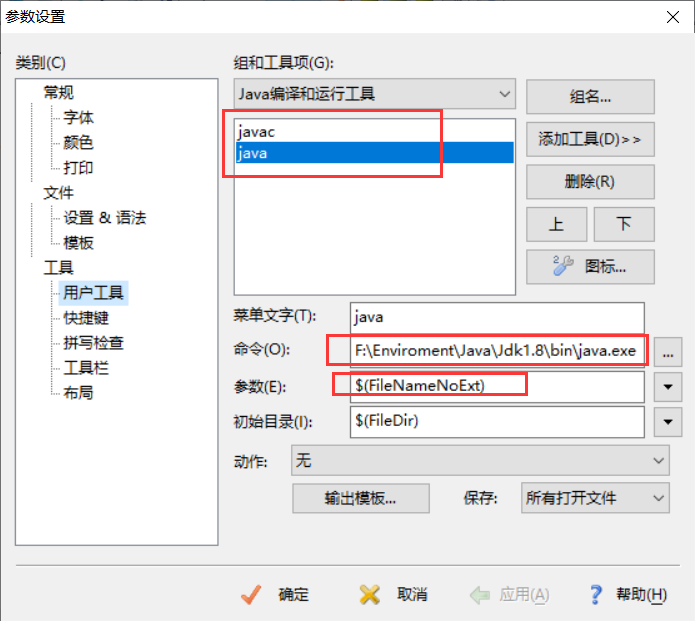 参数设置
类别(C)
常规
字体
颜色
打印
文件
设置 & 语法
模板
工具
用户工具
快捷键
拼写检查
工具栏
布局
组和工具项(G):
Java编译和运行工具
组名...
javac
java
添加工具(D)>>
删除(R)
上
下
图标...
菜单文字(T):
java
命令(O):
F:\Enviroment\Java\Jdk1.8\bin\java.exe
...
参数(E):
$(FileNameNoExt)
初始目录(I):
$(FileDir)
动作:
无
输出模板...
保存:
所有打开文件
确定
取消
应用(A)
帮助(H)